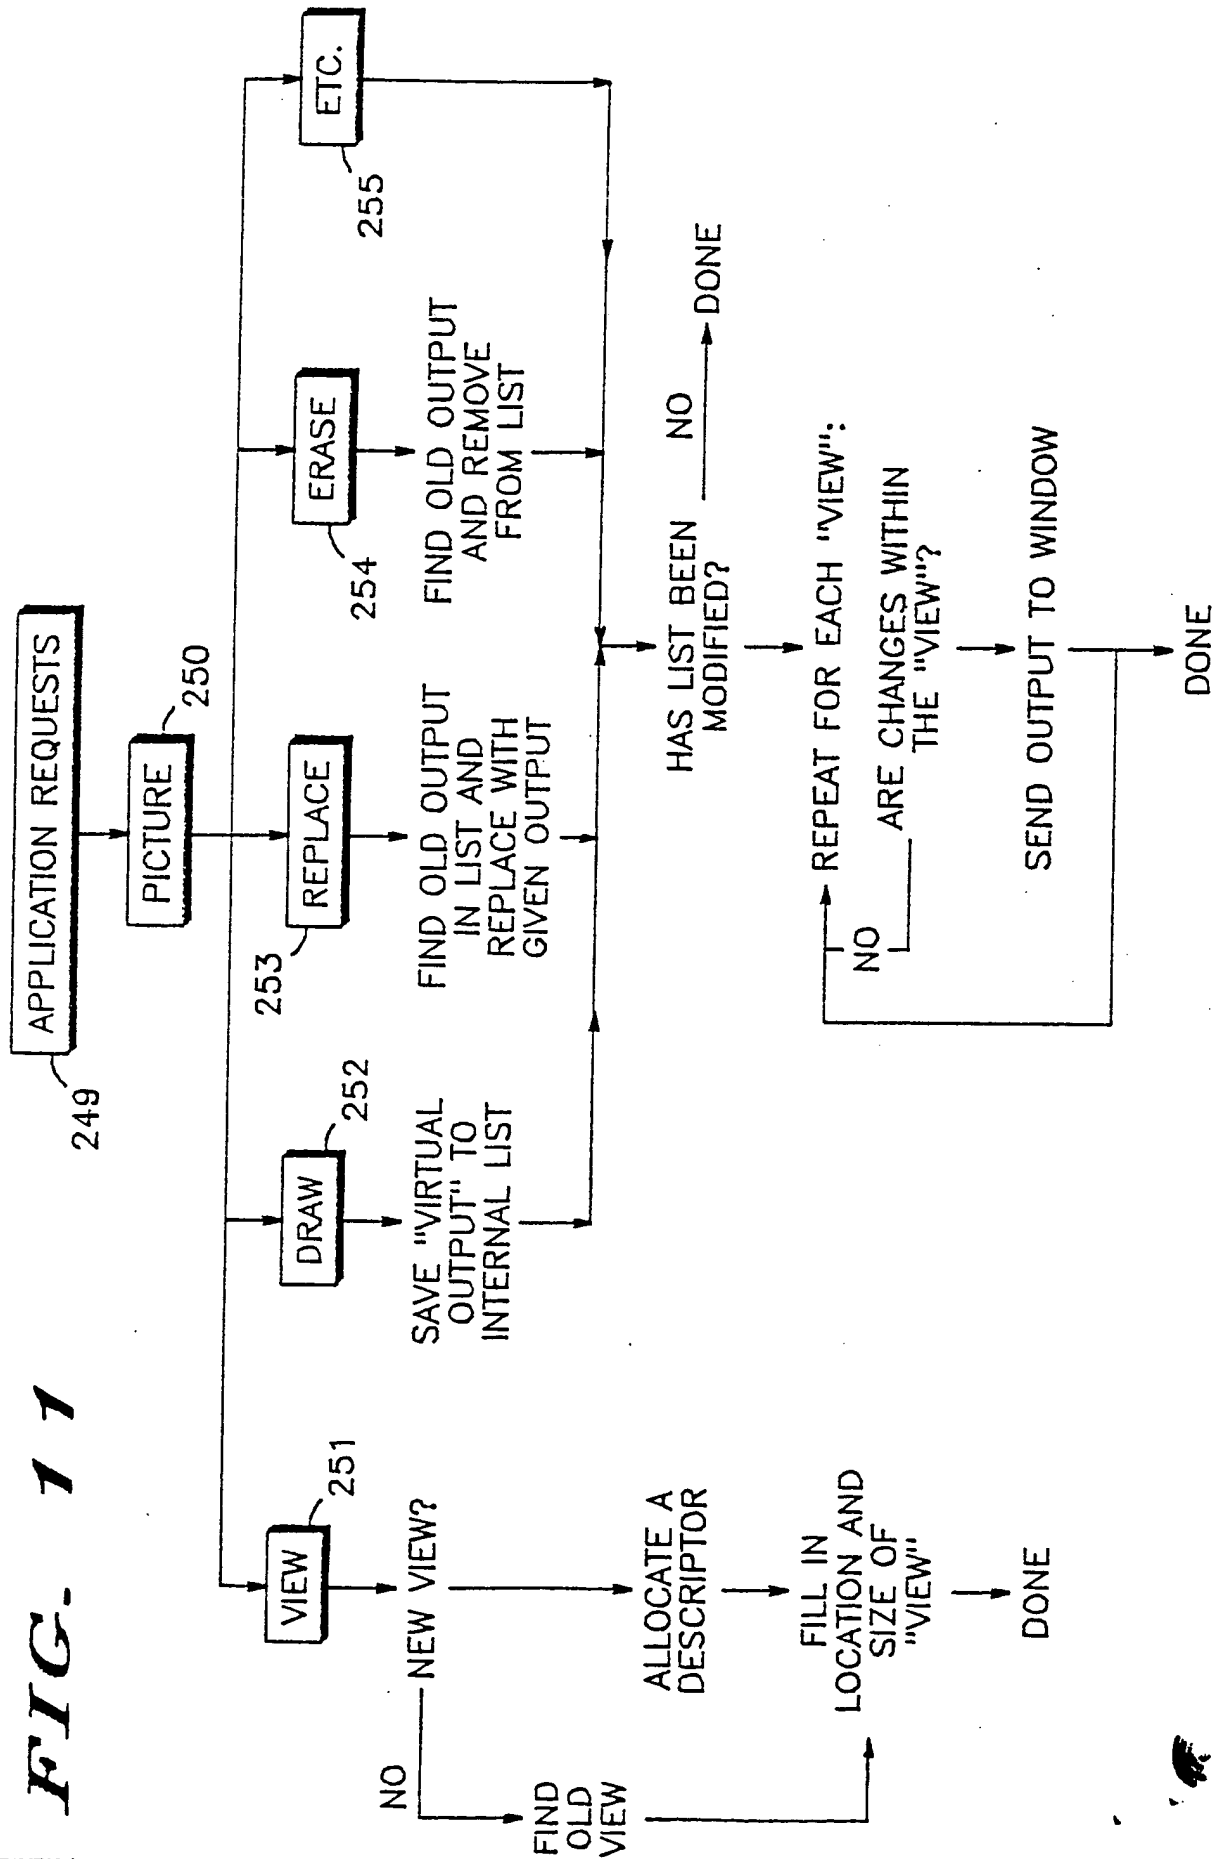 FIG. 11
APPLICATION REQUESTS
249
PICTURE
250
VIEW
251
DRAW
252
REPLACE
253
ERASE
254
ETC.
255
NEW VIEW?
NO
FIND
OLD
VIEW
ALLOCATE A
DESCRIPTOR
FILL IN
LOCATION AND
SIZE OF
"VIEW"
DONE
SAVE "VIRTUAL
OUTPUT" TO
INTERNAL LIST
FIND OLD OUTPUT
IN LIST AND
REPLACE WITH
GIVEN OUTPUT
FIND OLD OUTPUT
AND REMOVE
FROM LIST
HAS LIST BEEN
MODIFIED?
NO
DONE
REPEAT FOR EACH "VIEW":
NO
ARE CHANGES WITHIN
THE "VIEW"?
SEND OUTPUT TO WINDOW
DONE